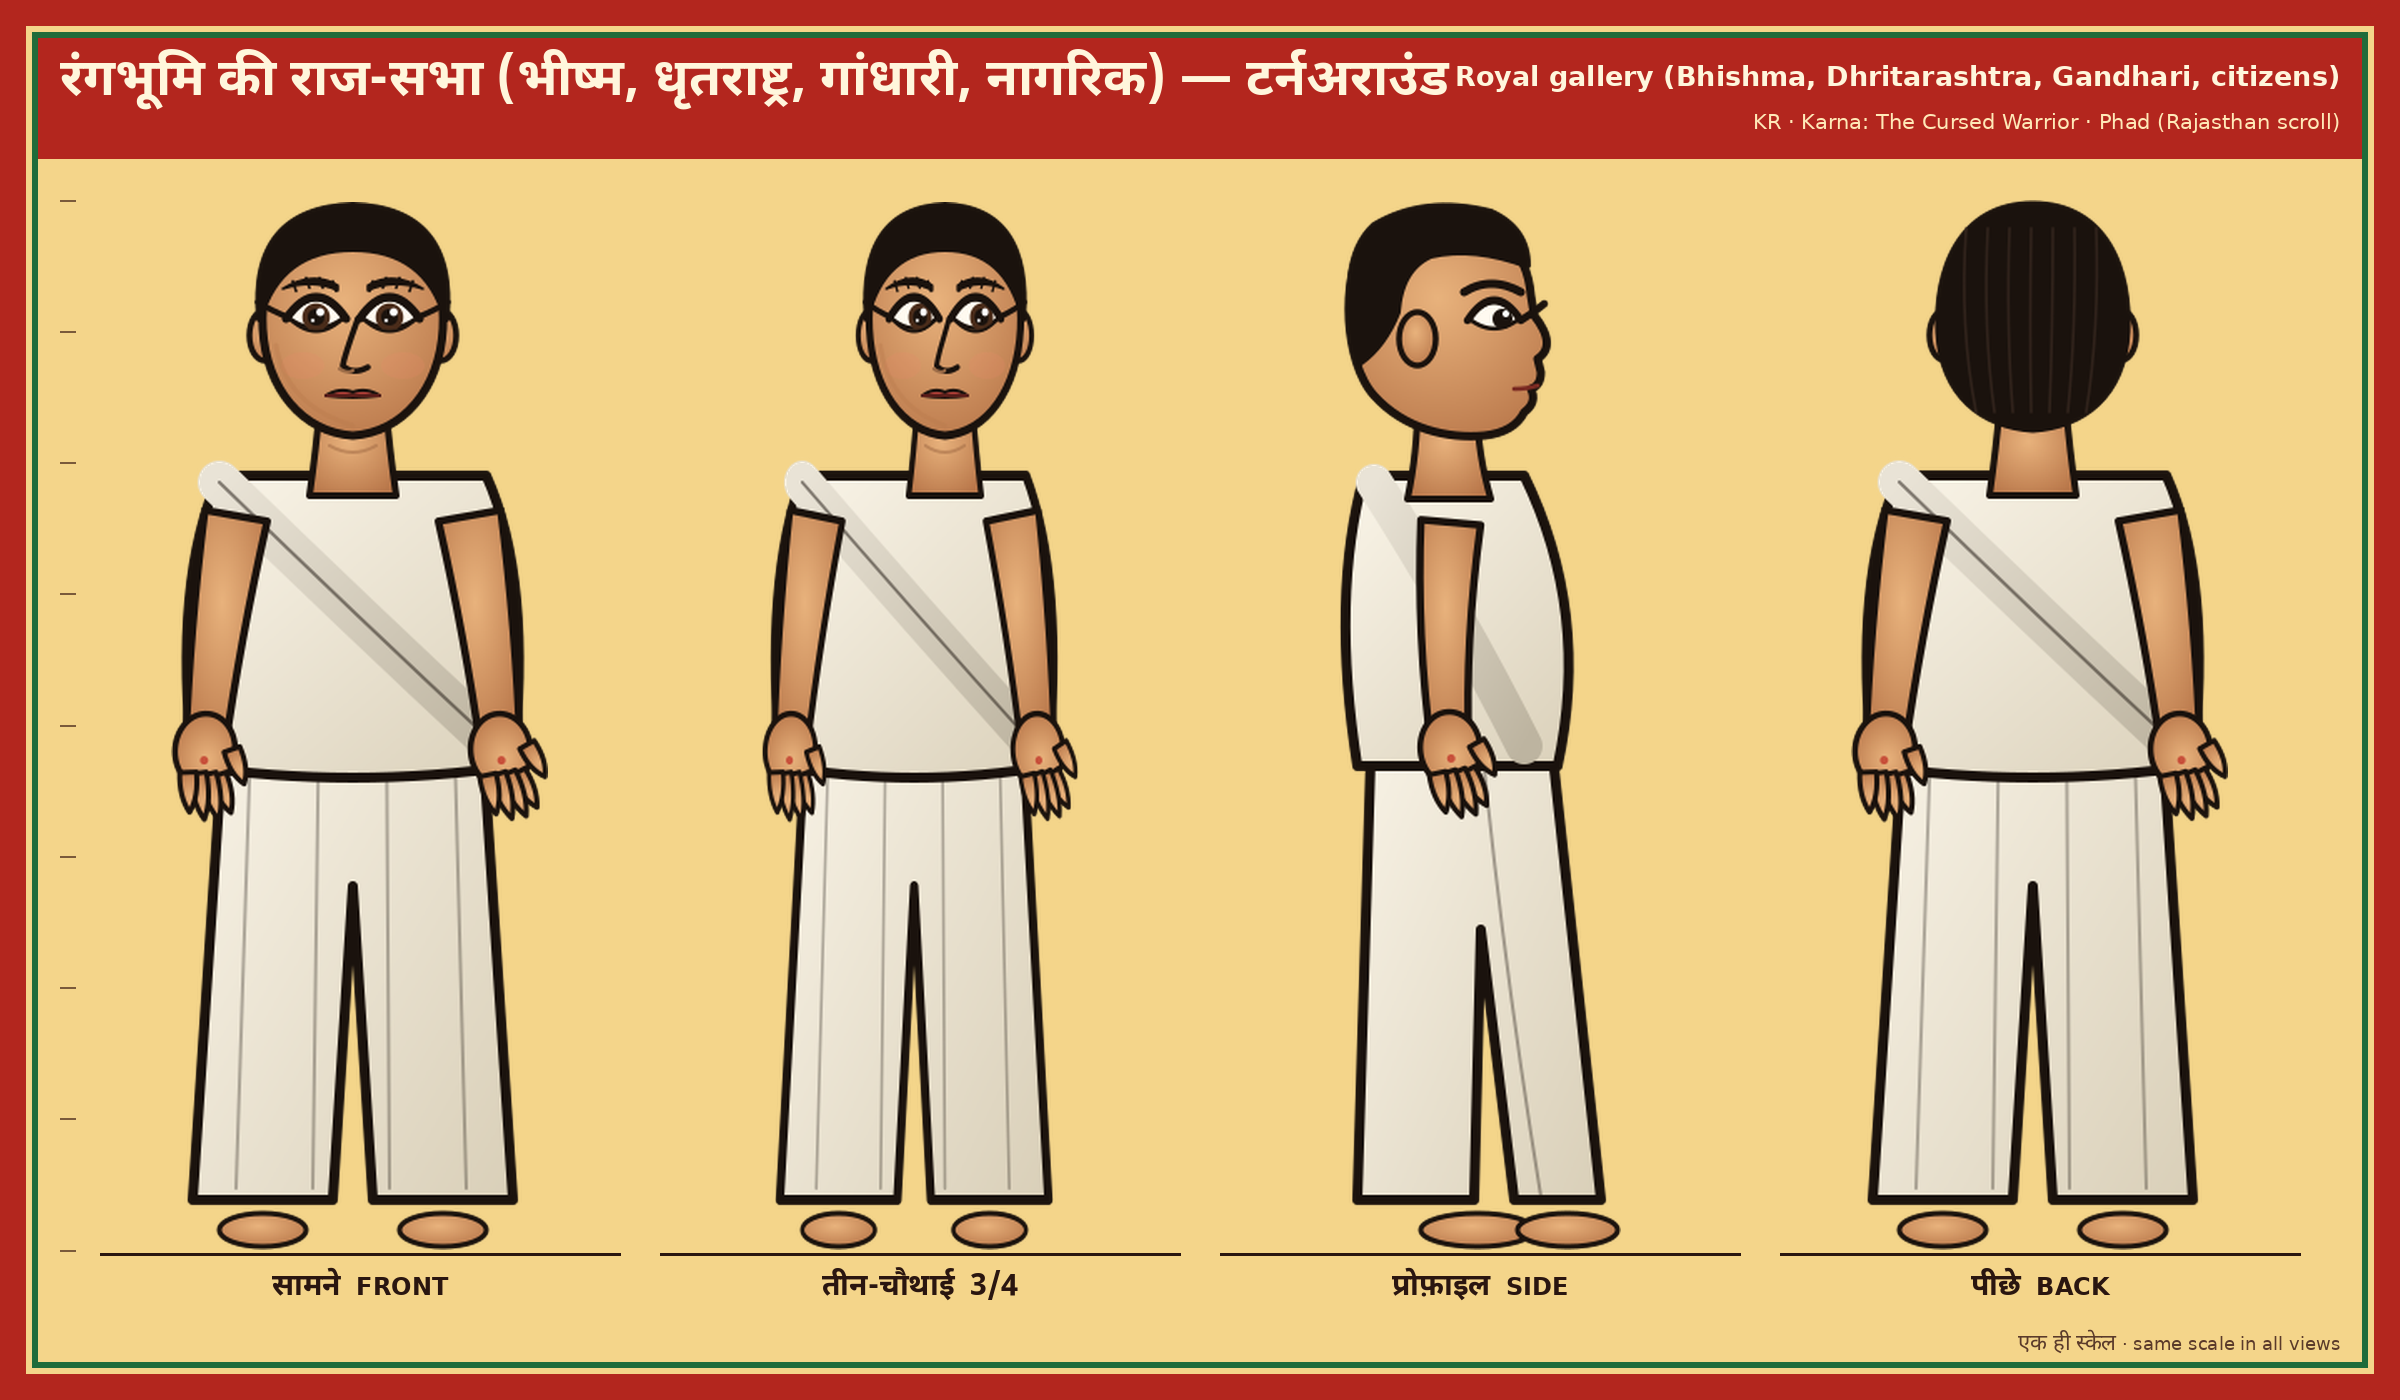 रंगभूमि की राज-सभा (भीष्म, धृतराष्ट्र, गांधारी, नागरिक) — टर्नअराउंड
Royal gallery (Bhishma, Dhritarashtra, Gandhari, citizens)
KR · Karna: The Cursed Warrior · Phad (Rajasthan scroll)
सामने FRONT
तीन-चौथाई 3/4
प्रोफ़ाइल SIDE
पीछे BACK
एक ही स्केल · same scale in all views